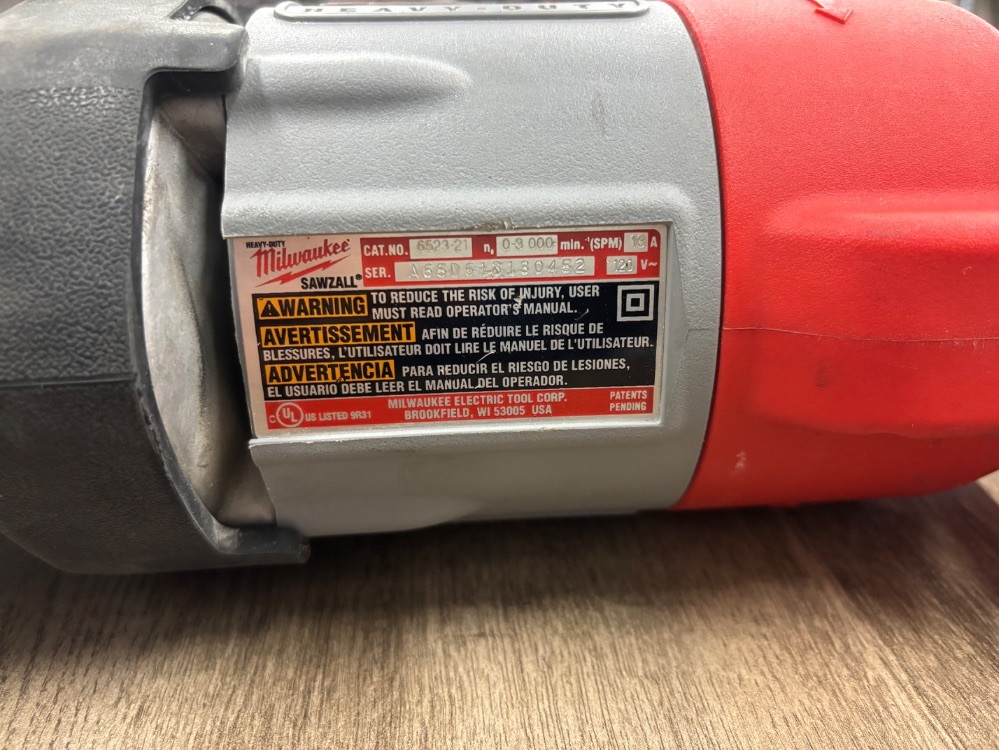 HEAVY-DUTY
HEAVY-DUTY
Milwaukee
SAWZALL®
CAT.NO. 6523-21 n₀ 0-3 000 min.⁻¹(SPM) 13 A
SER. 120 V~
WARNING TO REDUCE THE RISK OF INJURY, USER
MUST READ OPERATOR'S MANUAL.
AVERTISSEMENT AFIN DE RÉDUIRE LE RISQUE DE
BLESSURES, L'UTILISATEUR DOIT LIRE LE MANUEL DE L'UTILISATEUR.
ADVERTENCIA PARA REDUCIR EL RIESGO DE LESIONES,
EL USUARIO DEBE LEER EL MANUAL DEL OPERADOR.
C UL US LISTED 9R31
MILWAUKEE ELECTRIC TOOL CORP.
BROOKFIELD, WI 53005 USA
PATENTS
PENDING